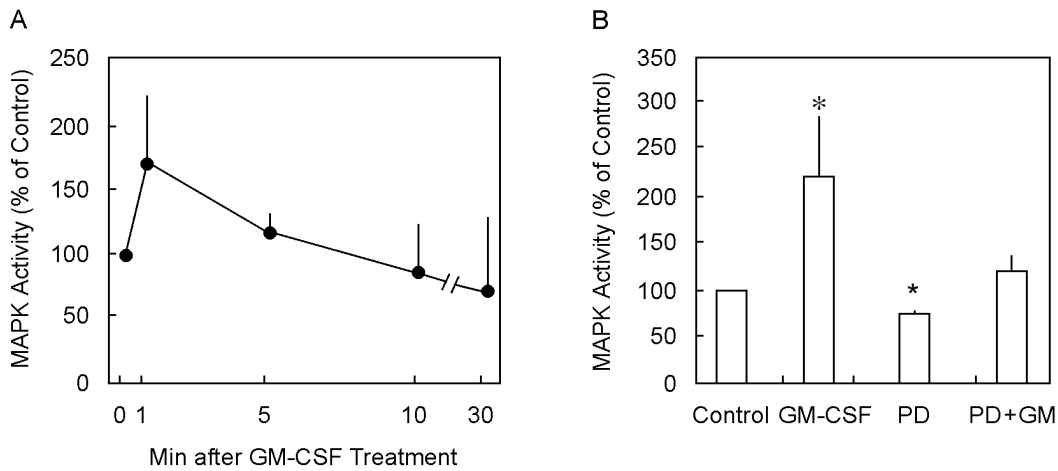 A
MAPK Activity (% of Control)
250
200
150
100
50
0
0 1 5 10 30
Min after GM-CSF Treatment
B
MAPK Activity (% of Control)
350
300
250
200
150
100
50
0
*
*
Control GM-CSF PD PD+GM